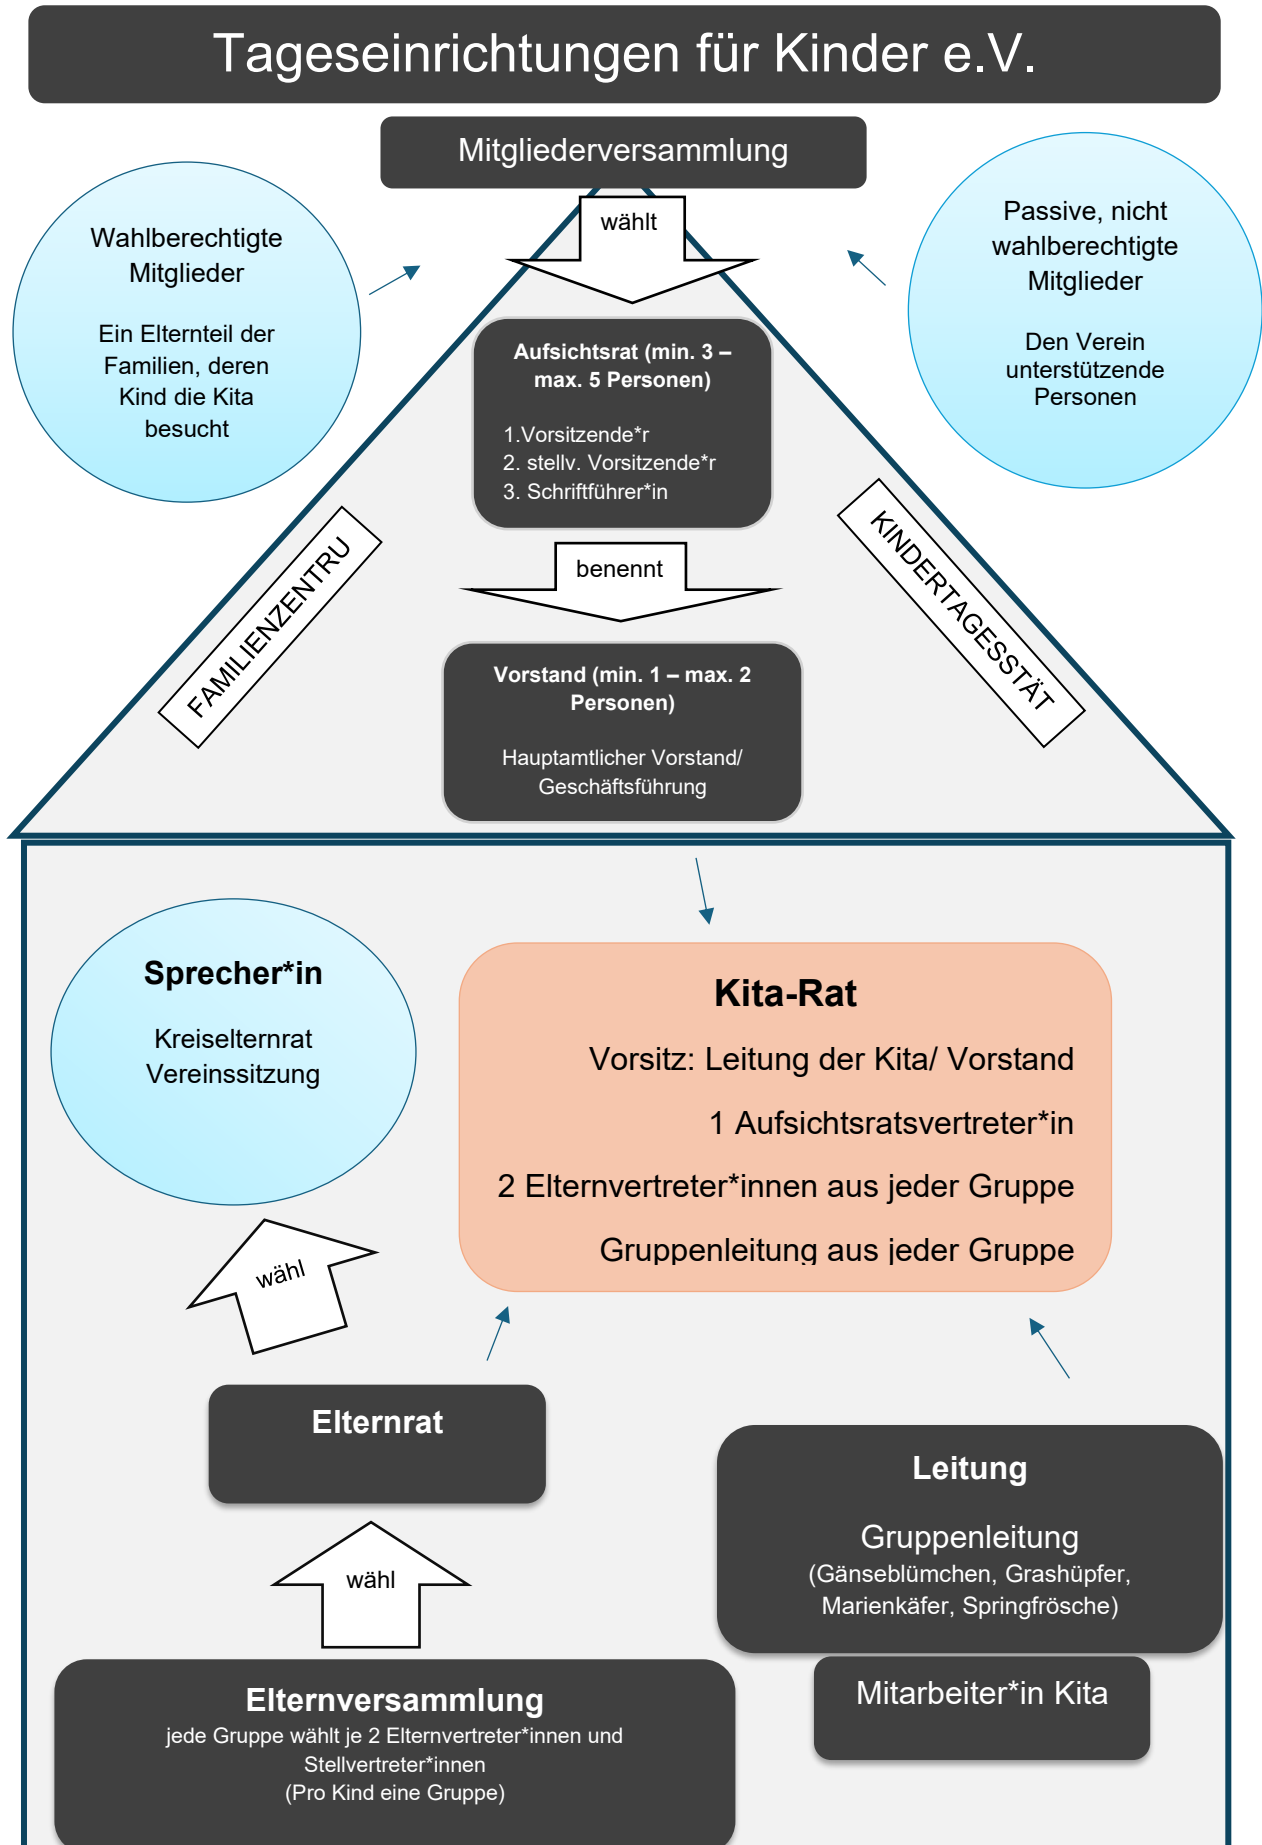 Tageseinrichtungen für Kinder e.V.
Mitgliederversammlung
wählt
Wahlberechtigte
Mitglieder
Ein Elternteil der
Familien, deren
Kind die Kita
besucht
Passive, nicht
wahlberechtigte
Mitglieder
Den Verein
unterstützende
Personen
Aufsichtsrat (min. 3 –
max. 5 Personen)
1.Vorsitzende*r
2. stellv. Vorsitzende*r
3. Schriftführer*in
benennt
FAMILIENZENTRU
KINDERTAGESSTÄT
Vorstand (min. 1 – max. 2
Personen)
Hauptamtlicher Vorstand/
Geschäftsführung
Sprecher*in
Kreiselternrat
Vereinssitzung
Kita-Rat
Vorsitz: Leitung der Kita/ Vorstand
1 Aufsichtsratsvertreter*in
2 Elternvertreter*innen aus jeder Gruppe
Gruppenleitung aus jeder Gruppe
wähl
Elternrat
Leitung
Gruppenleitung
(Gänseblümchen, Grashüpfer,
Marienkäfer, Springfrösche)
wähl
Mitarbeiter*in Kita
Elternversammlung
jede Gruppe wählt je 2 Elternvertreter*innen und
Stellvertreter*innen
(Pro Kind eine Gruppe)